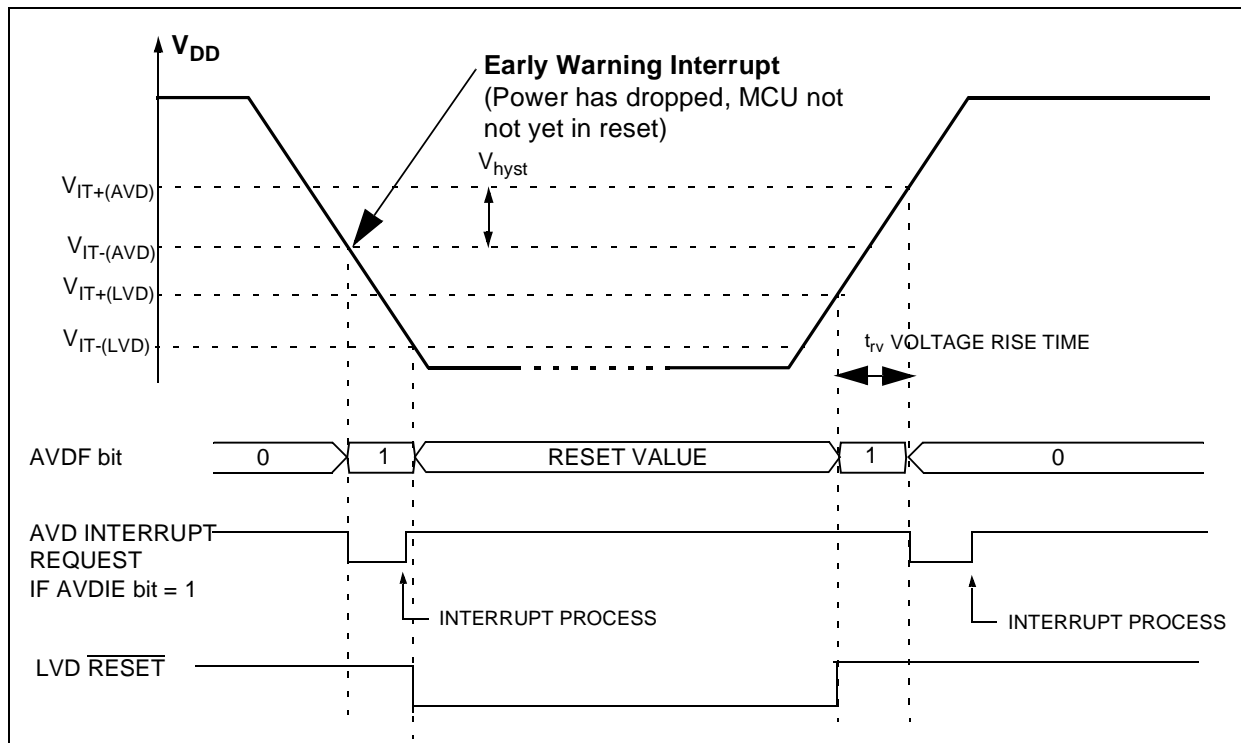 VDD
Early Warning Interrupt
(Power has dropped, MCU not
not yet in reset)
Vhyst
VIT+(AVD)
VIT-(AVD)
VIT+(LVD)
VIT-(LVD)
trv VOLTAGE RISE TIME
AVDF bit
0
1
RESET VALUE
1
0
AVD INTERRUPT
REQUEST
IF AVDIE bit = 1
INTERRUPT PROCESS
INTERRUPT PROCESS
LVD RESET